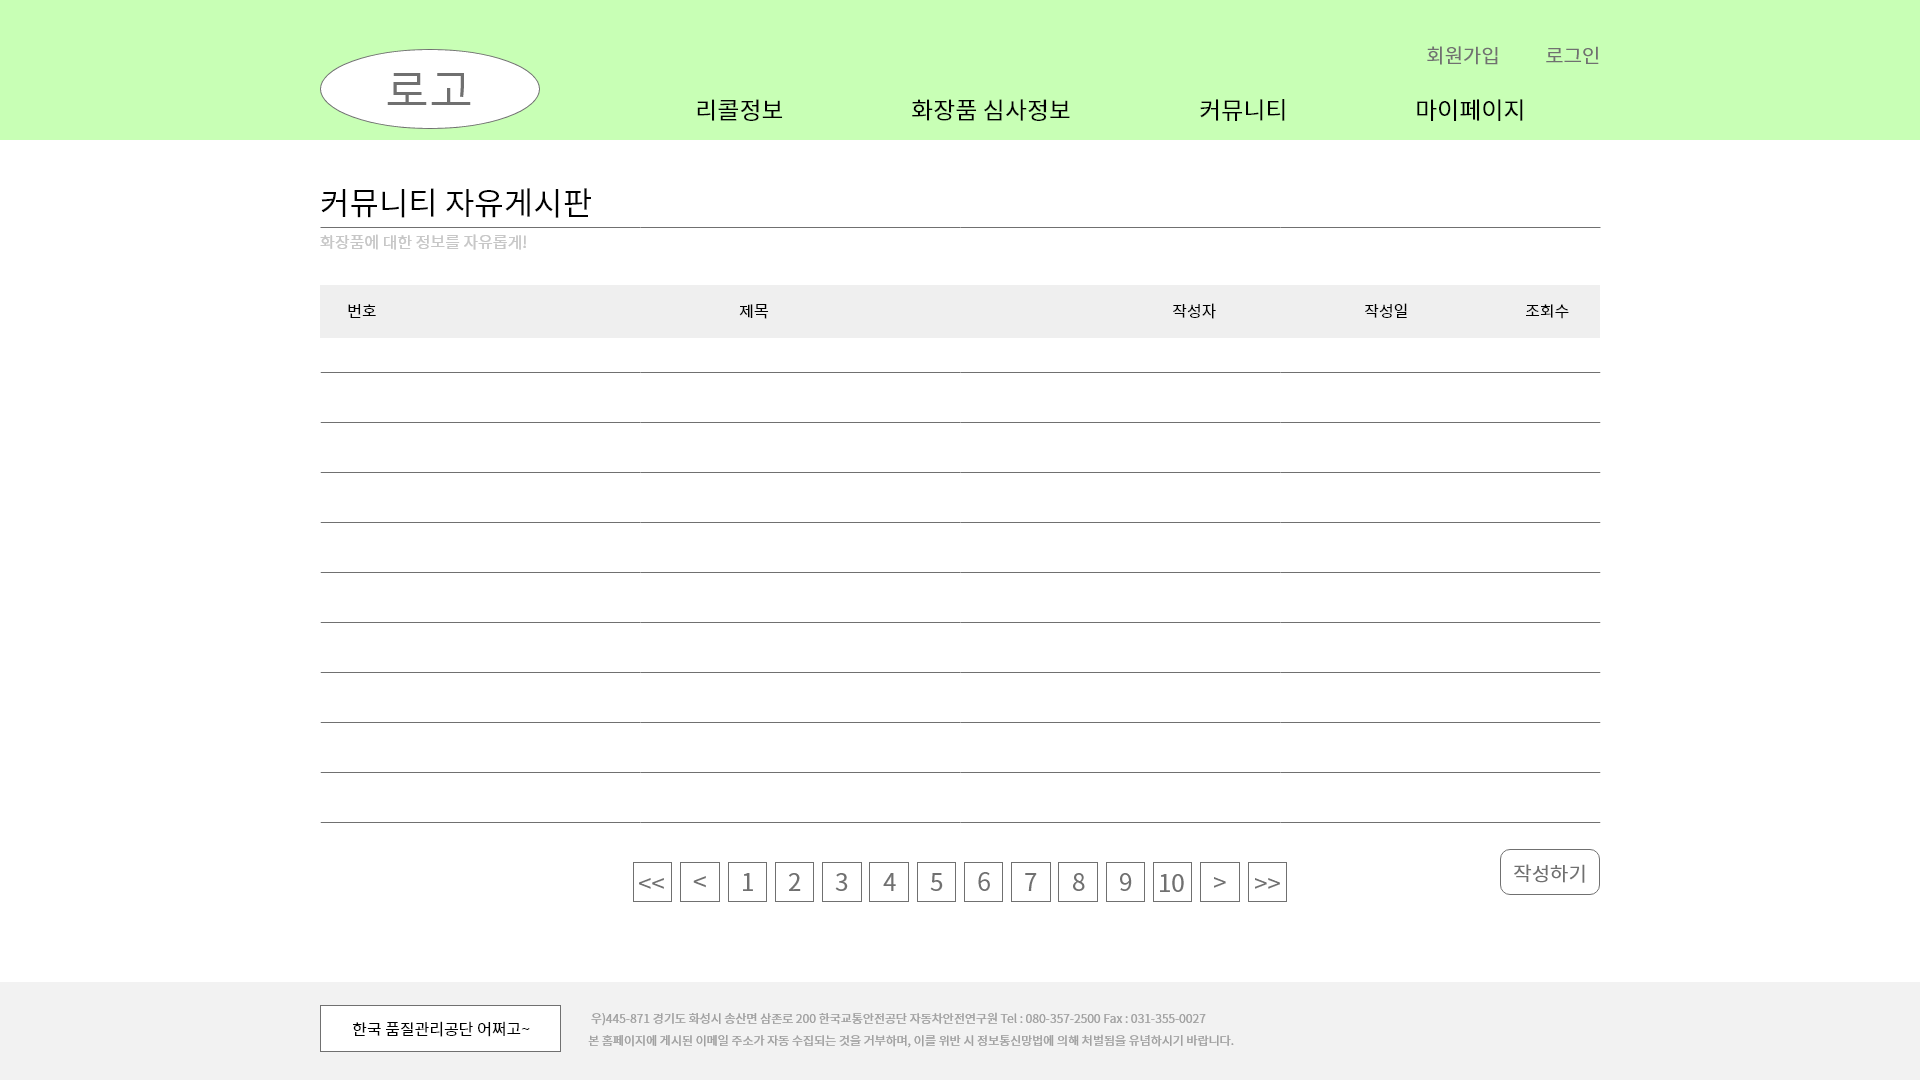 회원가입 로그인
로고
리콜정보 화장품 심사정보 커뮤니티 마이페이지
커뮤니티 자유게시판
화장품에 대한 정보를 자유롭게!
번호 제목 작성자 작성일 조회수
<< < 1 2 3 4 5 6 7 8 9 10 > >>
작성하기
한국 품질관리공단 어쩌고~
우)445-871 경기도 화성시 송산면 삼존로 200 한국교통안전공단 자동차안전연구원 Tel : 080-357-2500 Fax : 031-355-0027
본 홈페이지에 게시된 이메일 주소가 자동 수집되는 것을 거부하며, 이를 위반 시 정보통신망법에 의해 처벌됨을 유념하시기 바랍니다.